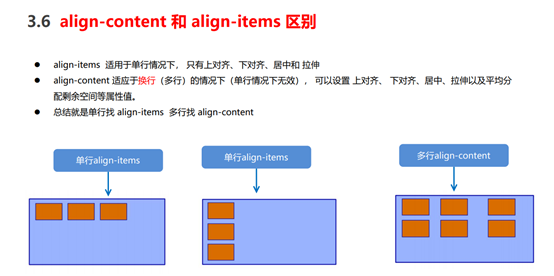 3.6 align-content 和 align-items 区别
● align-items 适用于单行情况下， 只有上对齐、下对齐、居中和 拉伸
● align-content 适应于换行（多行）的情况下（单行情况下无效）， 可以设置 上对齐、 下对齐、居中、拉伸以及平均分
配剩余空间等属性值。
● 总结就是单行找 align-items 多行找 align-content
单行align-items
单行align-items
多行align-content